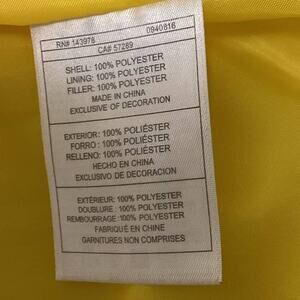 RN# 143978 0940816
CA# 57289
SHELL: 100% POLYESTER
LINING: 100% POLYESTER
FILLER: 100% POLYESTER
MADE IN CHINA
EXCLUSIVE OF DECORATION
EXTERIOR: 100% POLIÉSTER
FORRO : 100% POLIÉSTER
RELLENO: 100% POLIÉSTER
HECHO EN CHINA
EXCLUSIVO DE DECORACION
EXTÉRIEUR: 100% POLYESTER
DOUBLURE : 100% POLYESTER
REMBOURRAGE :100% POLYESTER
FABRIQUÉ EN CHINE
GARNITURES NON COMPRISES